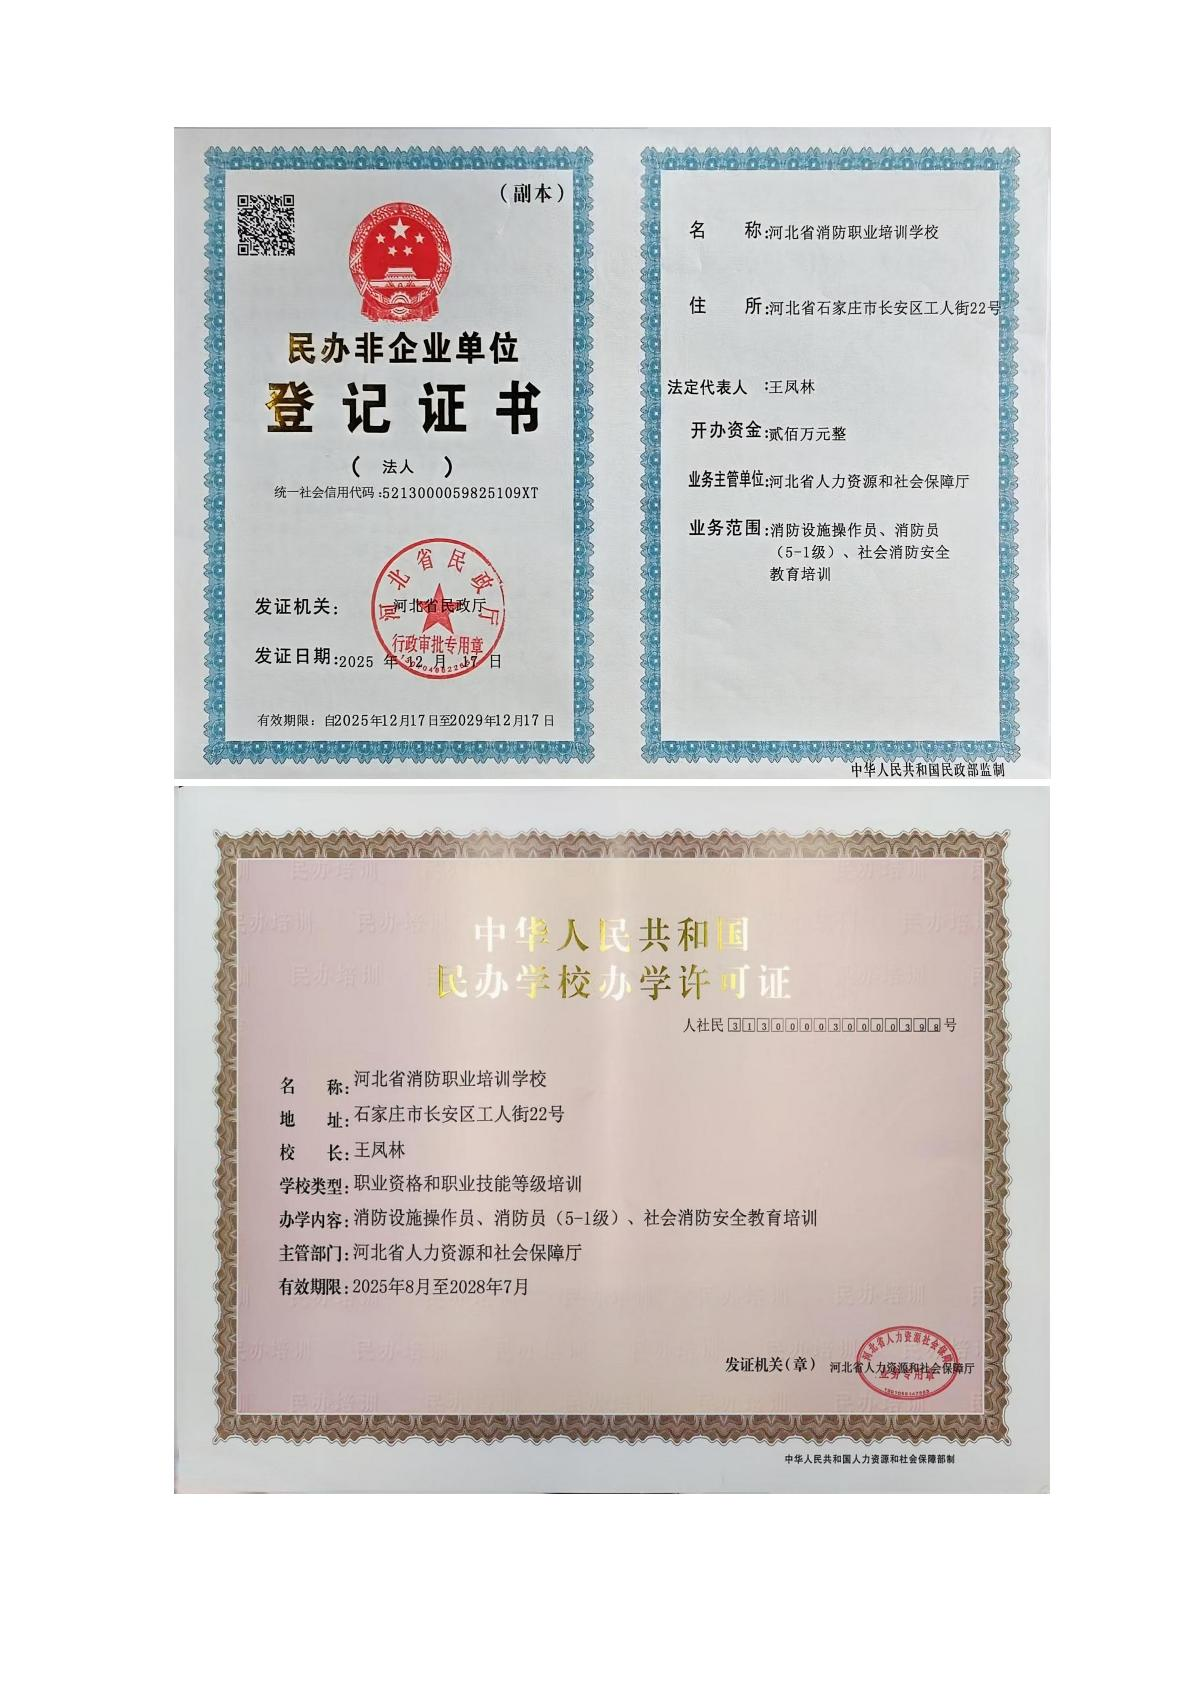 （副本）
民办非企业单位
登记证书
（ 法人 ）
统一社会信用代码:5213000059825109XT
河北省民政厅
发证机关： 河北省民政厅
行政审批专用章
发证日期:2025 年 12 月 17 日
有效期限：自2025年12月17日至2029年12月17日
名 称:河北省消防职业培训学校
住 所:河北省石家庄市长安区工人街22号
法定代表人 :王凤林
开办资金:贰佰万元整
业务主管单位:河北省人力资源和社会保障厅
业务范围:消防设施操作员、消防员
（5-1级）、社会消防安全
教育培训
中华人民共和国民政部监制
中华人民共和国
民办学校办学许可证
人社民 313000030000398 号
名 称:河北省消防职业培训学校
地 址:石家庄市长安区工人街22号
校 长:王凤林
学校类型:职业资格和职业技能等级培训
办学内容:消防设施操作员、消防员（5-1级）、社会消防安全教育培训
主管部门:河北省人力资源和社会保障厅
有效期限:2025年8月至2028年7月
发证机关（章） 河北省人力资源和社会保障厅
业务专用章
中华人民共和国人力资源和社会保障部制
民办培训